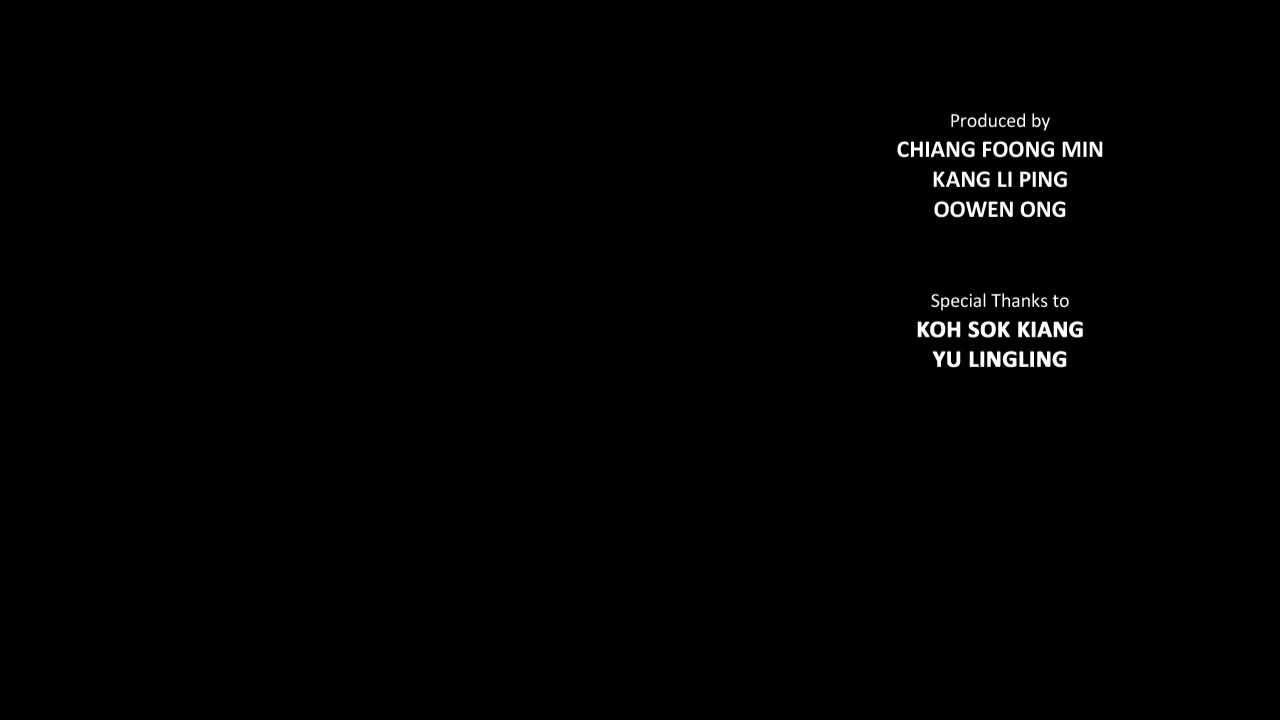 Produced by
CHIANG FOONG MIN
KANG LI PING
OOWEN ONG
Special Thanks to
KOH SOK KIANG
YU LINGLING